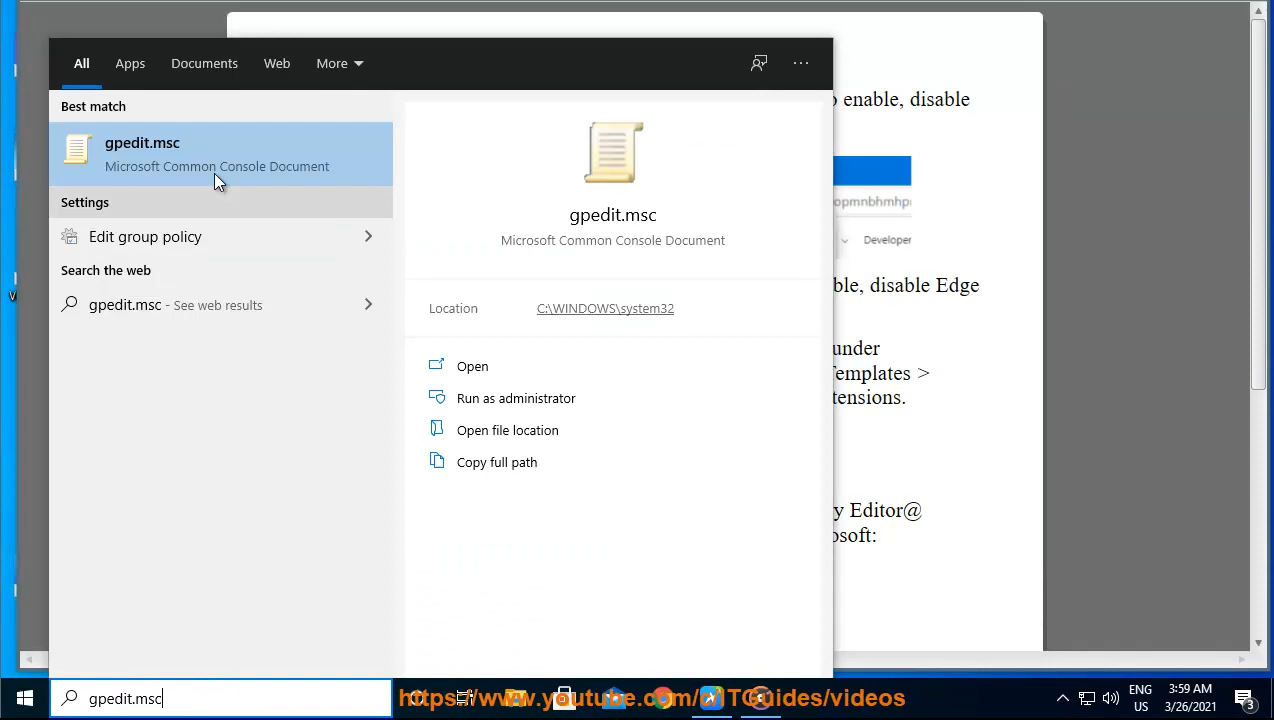 All Apps Documents Web More
Best match
gpedit.msc
Microsoft Common Console Document
Settings
Edit group policy
Search the web
gpedit.msc - See web results
gpedit.msc
Microsoft Common Console Document
Location C:\WINDOWS\system32
Open
Run as administrator
Open file location
Copy full path
o enable, disable
opmnbhmhp
Developer
ble, disable Edge
under
Templates >
tensions.
y Editor@
osoft:
gpedit.msc
https://www.youtube.com/c/ITGuides/videos
ENG
US
3:59 AM
3/26/2021
3